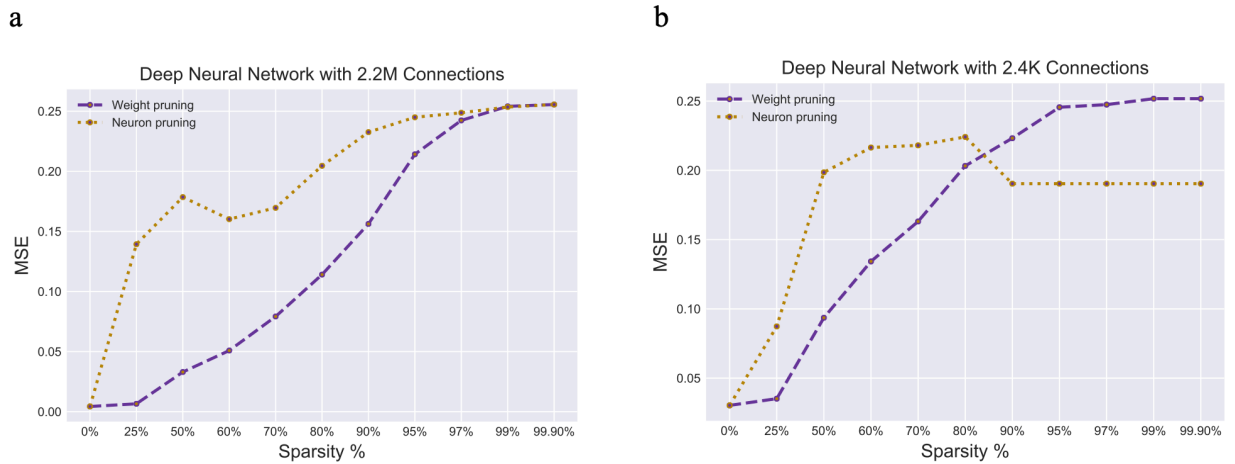 a
Deep Neural Network with 2.2M Connections
Weight pruning
Neuron pruning
0.25
0.20
0.15
0.10
0.05
0.00
MSE
0% 25% 50% 60% 70% 80% 90% 95% 97% 99% 99.90%
Sparsity %
b
Deep Neural Network with 2.4K Connections
Weight pruning
Neuron pruning
0.25
0.20
0.15
0.10
0.05
MSE
0% 25% 50% 60% 70% 80% 90% 95% 97% 99% 99.90%
Sparsity %